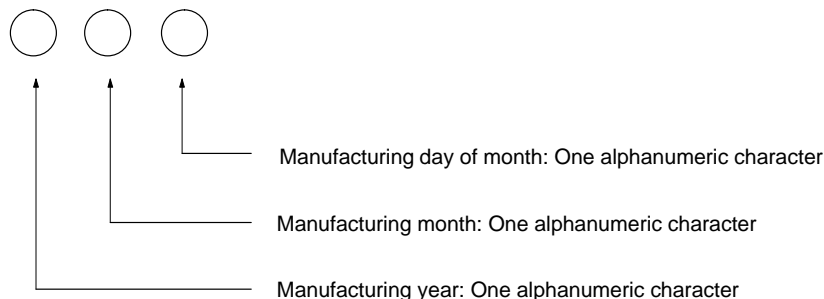 Manufacturing day of month: One alphanumeric character
Manufacturing month: One alphanumeric character
Manufacturing year: One alphanumeric character